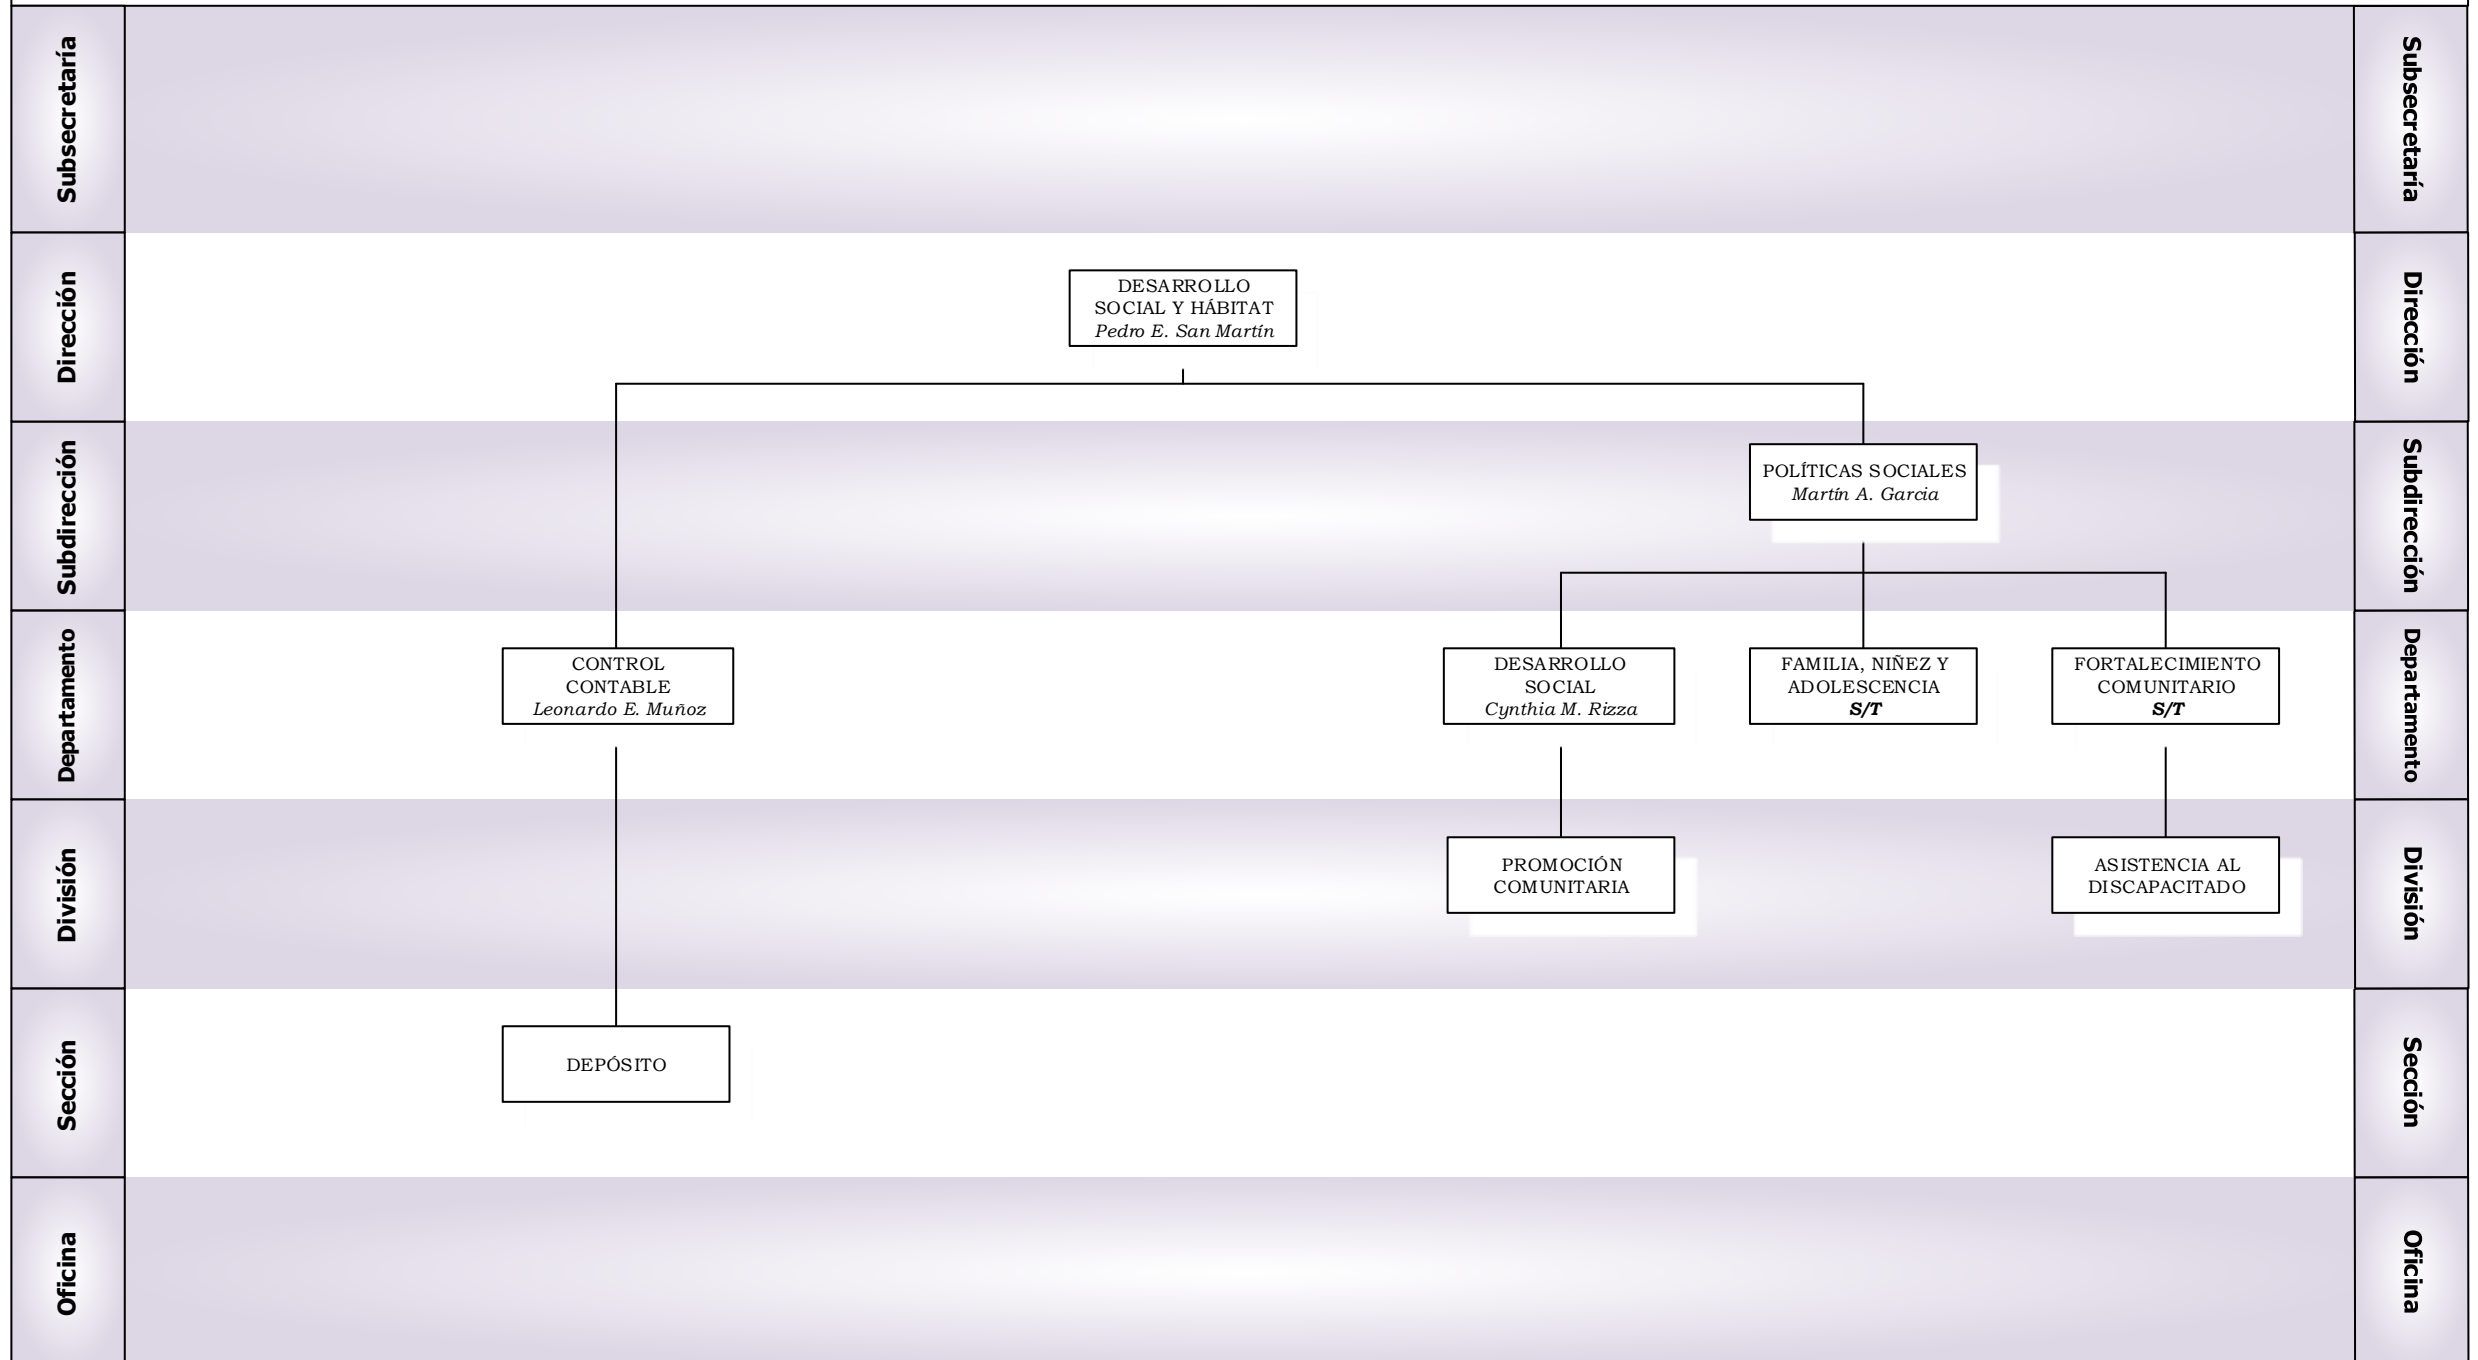 Subsecretaría
Subsecretaría
Dirección
DESARROLLO
SOCIAL Y HÁBITAT
Pedro E. San Martín
Dirección
Subdirección
POLÍTICAS SOCIALES
Martín A. Garcia
Subdirección
Departamento
CONTROL
CONTABLE
Leonardo E. Muñoz
DESARROLLO
SOCIAL
Cynthia M. Rizza
FAMILIA, NIÑEZ Y
ADOLESCENCIA
S/T
FORTALECIMIENTO
COMUNITARIO
S/T
Departamento
División
PROMOCIÓN
COMUNITARIA
ASISTENCIA AL
DISCAPACITADO
División
Sección
DEPÓSITO
Sección
Oficina
Oficina